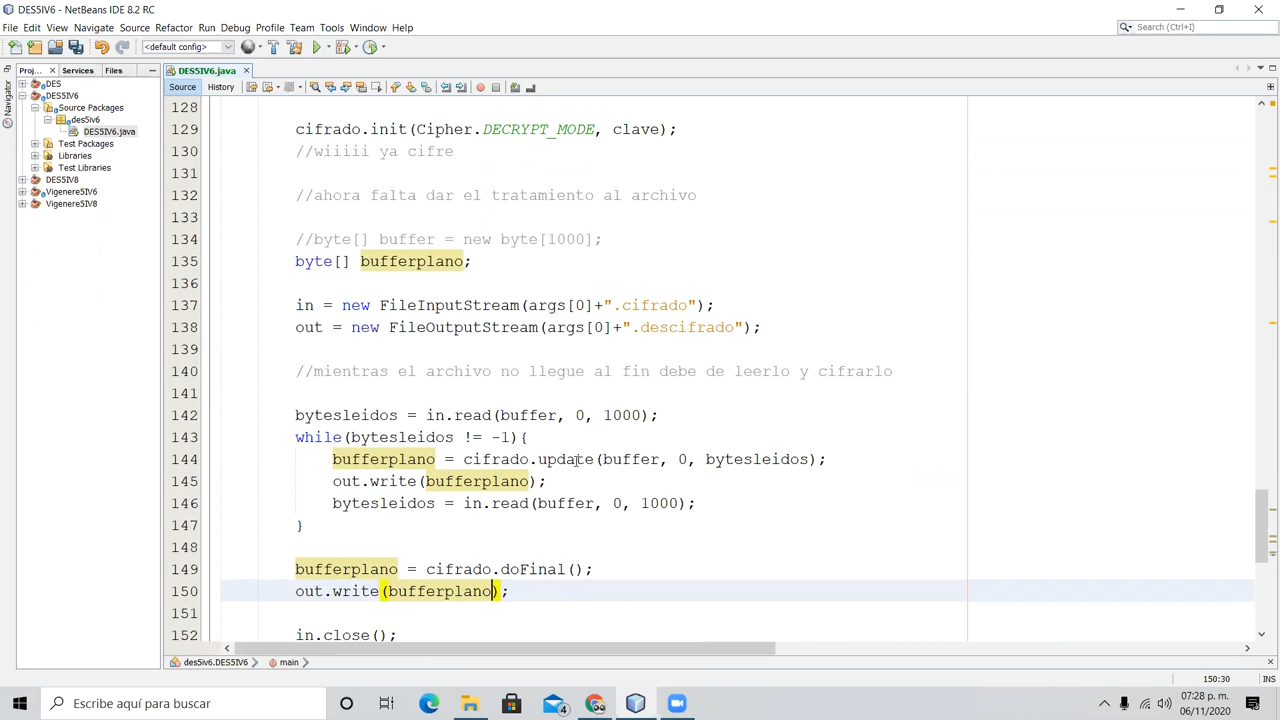 DES5IV6 - NetBeans IDE 8.2 RC
File Edit View Navigate Source Refactor Run Debug Profile Team Tools Window Help
Search (Ctrl+I)
<default config>
Proj... Services Files
DES5IV6.java
Navigator
DES
DES5IV6
Source Packages
des5iv6
DES5IV6.java
Test Packages
Libraries
Test Libraries
DES5IV8
Vigenere5IV6
Vigenere5IV8
Source History
128
129 cifrado.init(Cipher.DECRYPT_MODE, clave);
130 //wiiiii ya cifre
131
132 //ahora falta dar el tratamiento al archivo
133
134 //byte[] buffer = new byte[1000];
135 byte[] bufferplano;
136
137 in = new FileInputStream(args[0]+".cifrado");
138 out = new FileOutputStream(args[0]+".descifrado");
139
140 //mientras el archivo no llegue al fin debe de leerlo y cifrarlo
141
142 bytesleidos = in.read(buffer, 0, 1000);
143 while(bytesleidos != -1){
144 bufferplano = cifrado.update(buffer, 0, bytesleidos);
145 out.write(bufferplano);
146 bytesleidos = in.read(buffer, 0, 1000);
147 }
148
149 bufferplano = cifrado.doFinal();
150 out.write(bufferplano);
151
152 in.close();
des5iv6.DES5IV6 main
150:30 INS
Escribe aquí para buscar
4
07:28 p. m.
06/11/2020